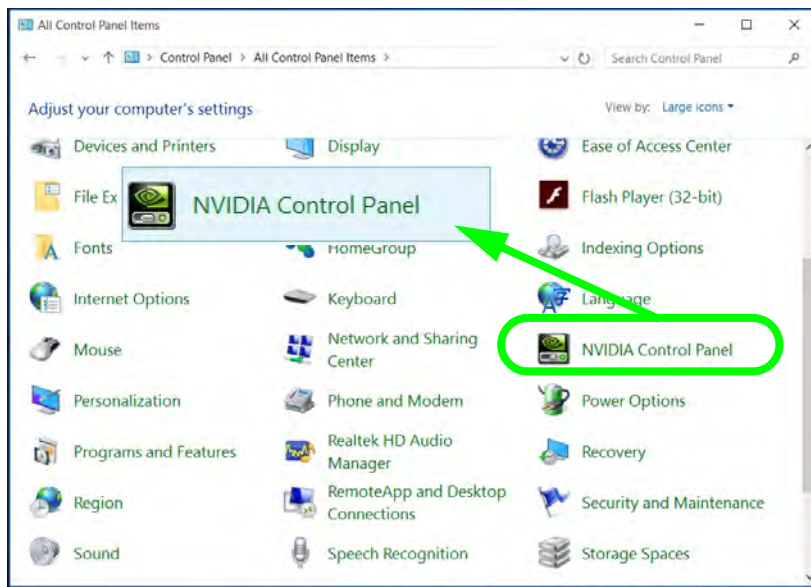 All Control Panel Items
Control Panel > All Control Panel Items >
Search Control Panel
Adjust your computer's settings
View by: Large icons
Devices and Printers
Display
Ease of Access Center
File Ex
NVIDIA Control Panel
Flash Player (32-bit)
Fonts
HomeGroup
Indexing Options
Internet Options
Keyboard
Language
Mouse
Network and Sharing
Center
NVIDIA Control Panel
Personalization
Phone and Modem
Power Options
Programs and Features
Realtek HD Audio
Manager
Recovery
Region
RemoteApp and Desktop
Connections
Security and Maintenance
Sound
Speech Recognition
Storage Spaces